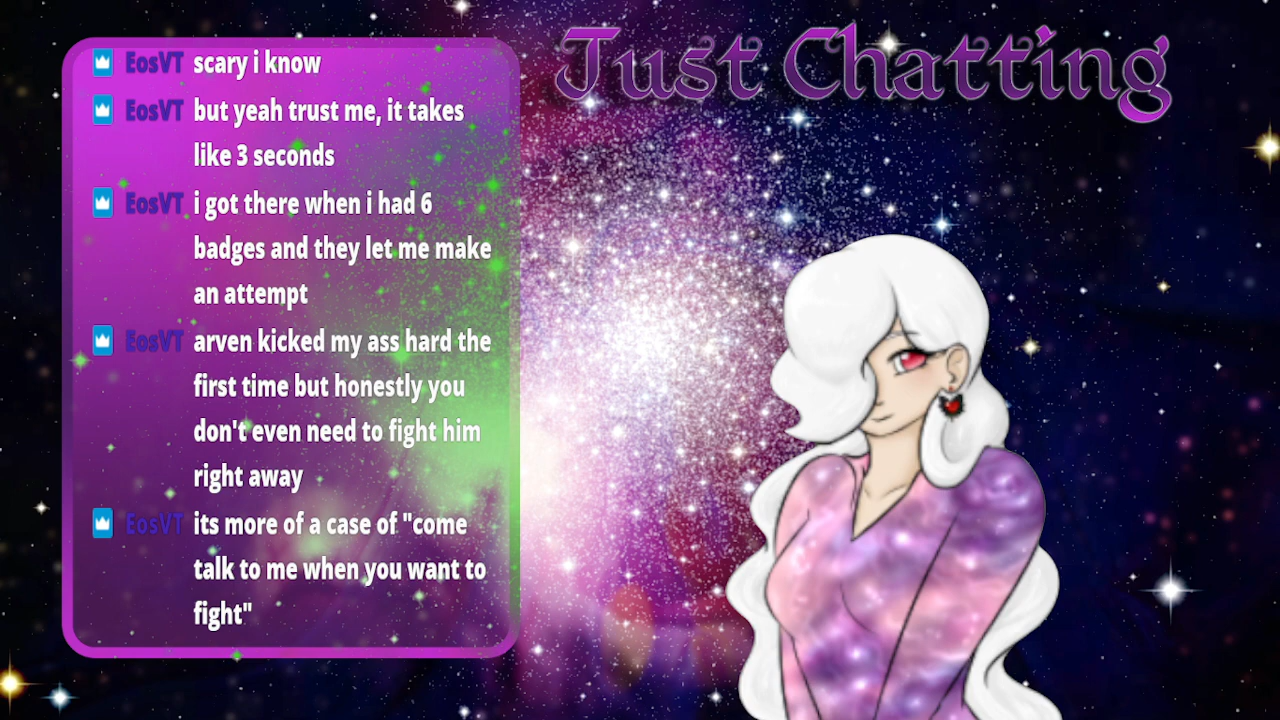 Just Chatting
EosVT scary i know
EosVT but yeah trust me, it takes
like 3 seconds
EosVT i got there when i had 6
badges and they let me make
an attempt
EosVT arven kicked my ass hard the
first time but honestly you
don't even need to fight him
right away
EosVT its more of a case of "come
talk to me when you want to
fight"